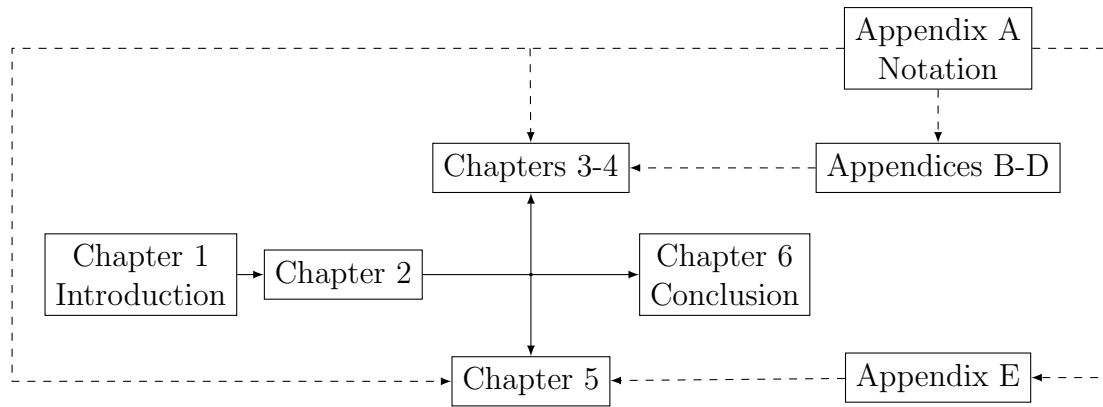 Appendix A
Notation
Chapters 3-4
Appendices B-D
Chapter 1
Introduction
Chapter 2
Chapter 6
Conclusion
Chapter 5
Appendix E